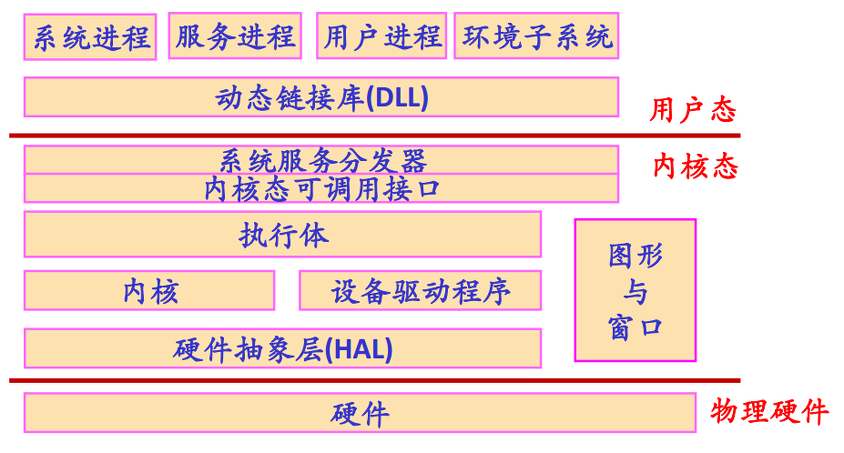 系统进程
服务进程
用户进程
环境子系统
动态链接库(DLL)
用户态
系统服务分发器
内核态
内核态可调用接口
执行体
图形
与
窗口
内核
设备驱动程序
硬件抽象层(HAL)
硬件
物理硬件